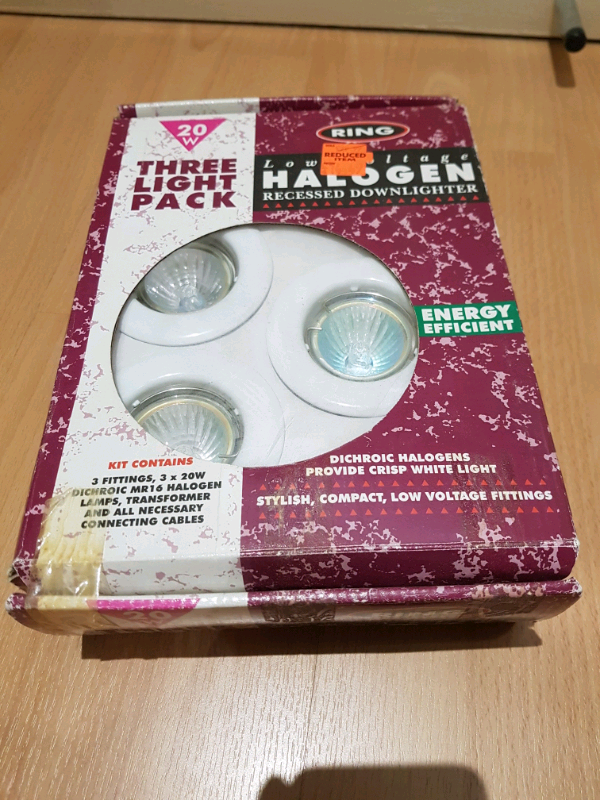 20
W
THREE
LIGHT
PACK
RING
REDUCED
ITEM
Low Voltage
HALOGEN
RECESSED DOWNLIGHTER
ENERGY
EFFICIENT
KIT CONTAINS
3 FITTINGS, 3 x 20W
DICHROIC MR16 HALOGEN
LAMPS, TRANSFORMER
AND ALL NECESSARY
CONNECTING CABLES
DICHROIC HALOGENS
PROVIDE CRISP WHITE LIGHT
STYLISH, COMPACT, LOW VOLTAGE FITTINGS